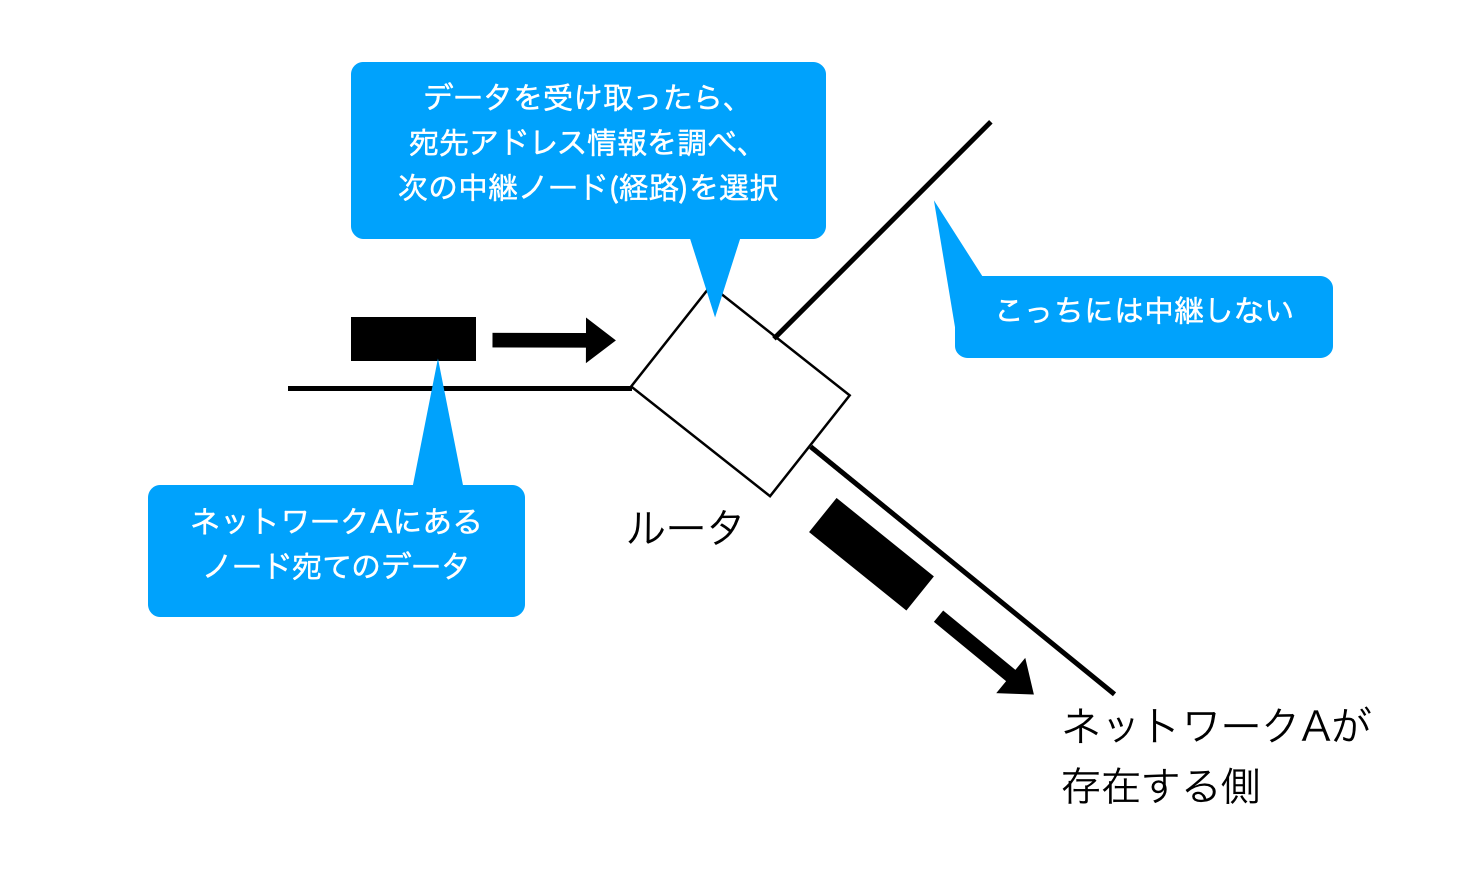 データを受け取ったら、
宛先アドレス情報を調べ、
次の中継ノード(経路)を選択
こっちには中継しない
ネットワークAにある
ノード宛てのデータ
ルータ
ネットワークAが
存在する側